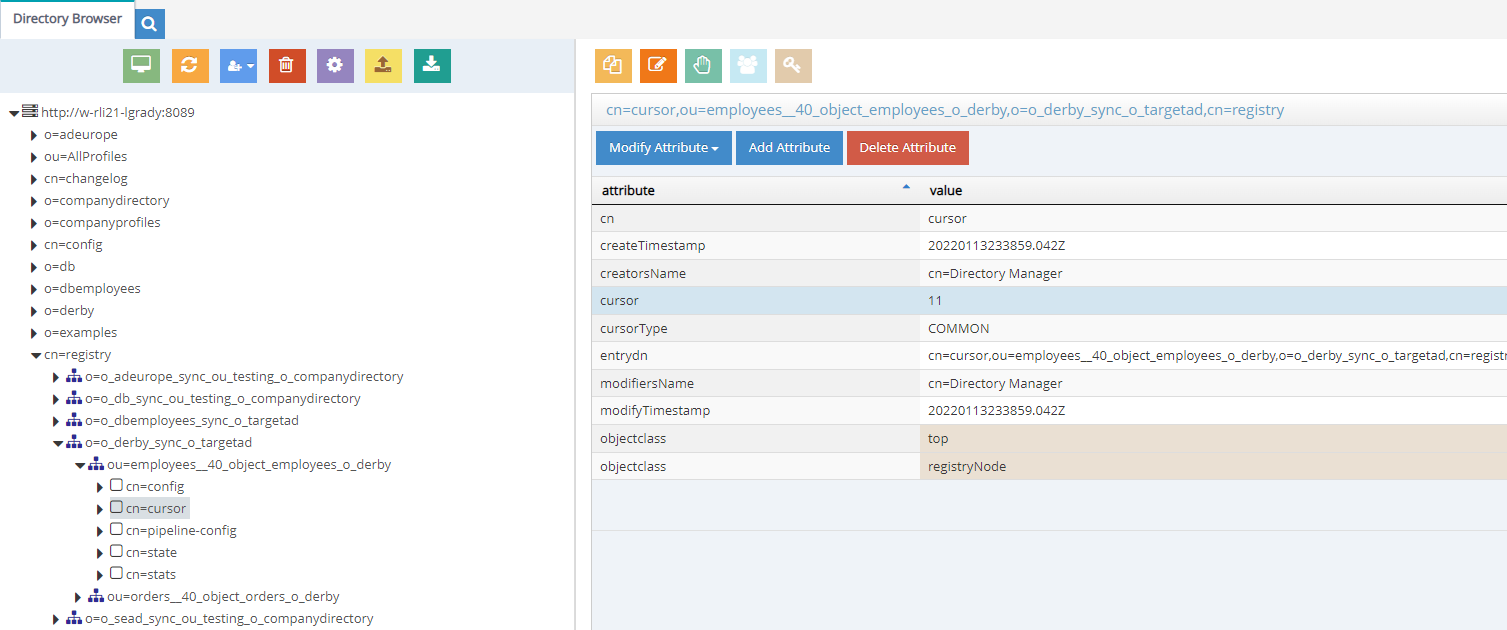 Directory Browser
http://w-rli21-lgrady:8089
o=adeurope
ou=AllProfiles
cn=changelog
o=companydirectory
o=companyprofiles
cn=config
o=db
o=dbemployees
o=derby
o=examples
cn=registry
o=o_adeurope_sync_ou_testing_o_companydirectory
o=o_db_sync_ou_testing_o_companydirectory
o=o_dbemployees_sync_o_targetad
o=o_derby_sync_o_targetad
ou=employees__40_object_employees_o_derby
cn=config
cn=cursor
cn=pipeline-config
cn=state
cn=stats
ou=orders__40_object_orders_o_derby
o=o_sead_sync_ou_testing_o_companydirectory
cn=cursor,ou=employees__40_object_employees_o_derby,o=o_derby_sync_o_targetad,cn=registry
Modify Attribute Add Attribute Delete Attribute
attribute value
cn cursor
createTimestamp 20220113233859.042Z
creatorsName cn=Directory Manager
cursor 11
cursorType COMMON
entrydn cn=cursor,ou=employees__40_object_employees_o_derby,o=o_derby_sync_o_targetad,cn=regist
modifiersName cn=Directory Manager
modifyTimestamp 20220113233859.042Z
objectclass top
objectclass registryNode